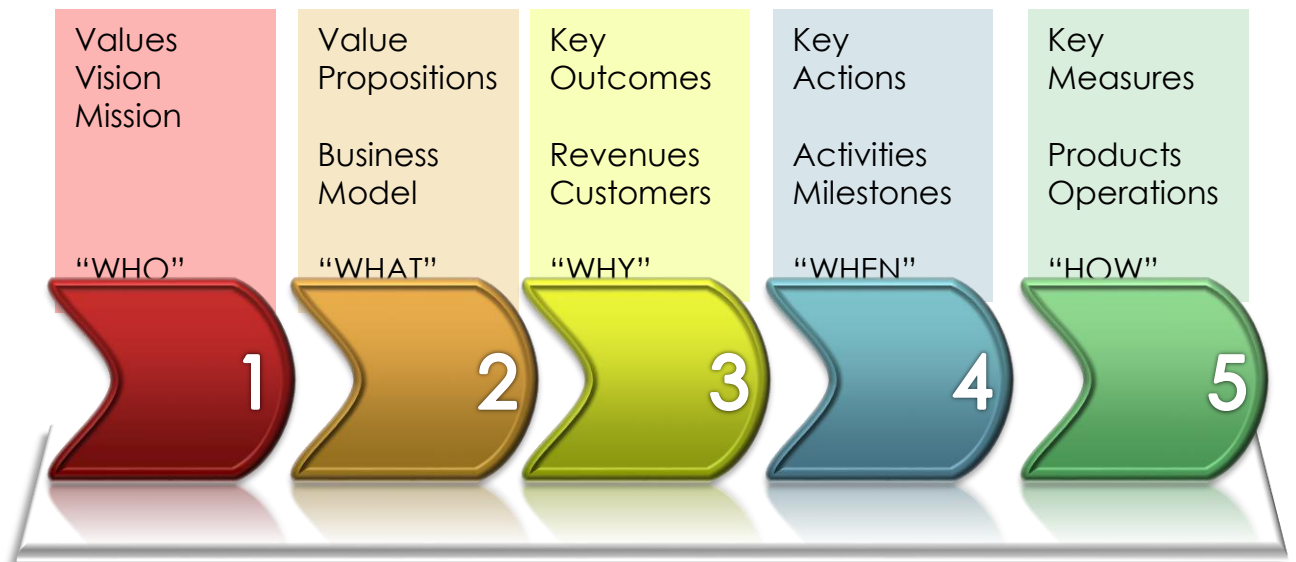 Values
Vision
Mission
“WHO”
1
Value
Propositions
Business
Model
“WHAT”
2
Key
Outcomes
Revenues
Customers
“WHY”
3
Key
Actions
Activities
Milestones
“WHEN”
4
Key
Measures
Products
Operations
“HOW”
5